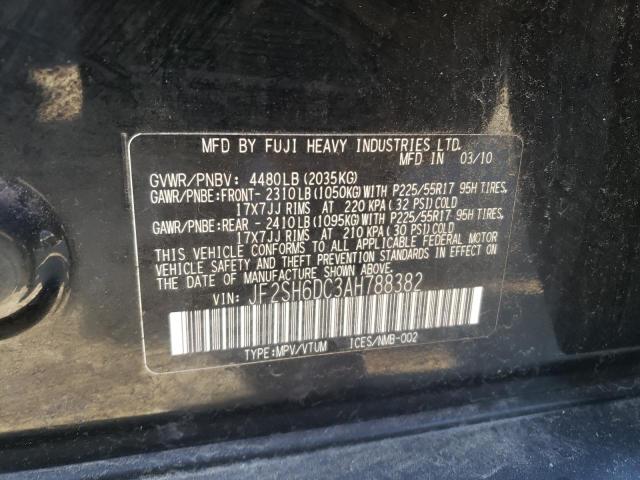 MFD BY FUJI HEAVY INDUSTRIES LTD.
MFD IN 03/10
GVWR/PNBV: 4480LB (2035KG)
GAWR/PNBE:FRONT- 2310LB(1050KG)WITH P225/55R17 95H TIRES,
17X7JJ RIMS AT 220 KPA ( 32 PSI)COLD
GAWR/PNBE:REAR - 2410LB(1095KG)WITH P225/55R17 95H TIRES,
17X7JJ RIMS AT 210 KPA( 30 PSI)COLD
THIS VEHICLE CONFORMS TO ALL APPLICABLE FEDERAL MOTOR
VEHICLE SAFETY AND THEFT PREVENTION STANDARDS IN EFFECT
ON THE DATE OF MANUFACTURE SHOWN ABOVE.
VIN: JF2SH6DC3AH788382
TYPE:MPV/VTUM ICES/NMB-002